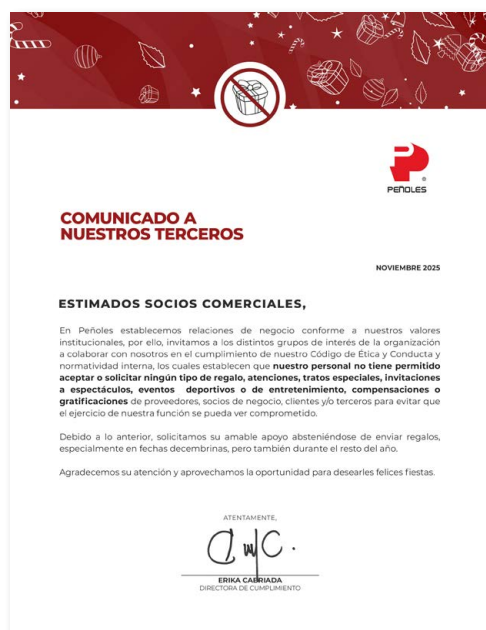 PEÑOLES
®
COMUNICADO A
NUESTROS TERCEROS
NOVIEMBRE 2025
ESTIMADOS SOCIOS COMERCIALES,
En Peñoles establecemos relaciones de negocio conforme a nuestros valores
institucionales, por ello, invitamos a los distintos grupos de interés de la organización
a colaborar con nosotros en el cumplimiento de nuestro Código de Ética y Conducta y
normatividad interna, los cuales establecen que nuestro personal no tiene permitido
aceptar o solicitar ningún tipo de regalo, atenciones, tratos especiales, invitaciones
a espectáculos, eventos deportivos o de entretenimiento, compensaciones o
gratificaciones de proveedores, socios de negocio, clientes y/o terceros para evitar que
el ejercicio de nuestra función se pueda ver comprometido.
Debido a lo anterior, solicitamos su amable apoyo absteniéndose de enviar regalos,
especialmente en fechas decembrinas, pero también durante el resto del año.
Agradecemos su atención y aprovechamos la oportunidad para desearles felices fiestas.
ATENTAMENTE,
ERIKA CABRIADA
DIRECTORA DE CUMPLIMIENTO